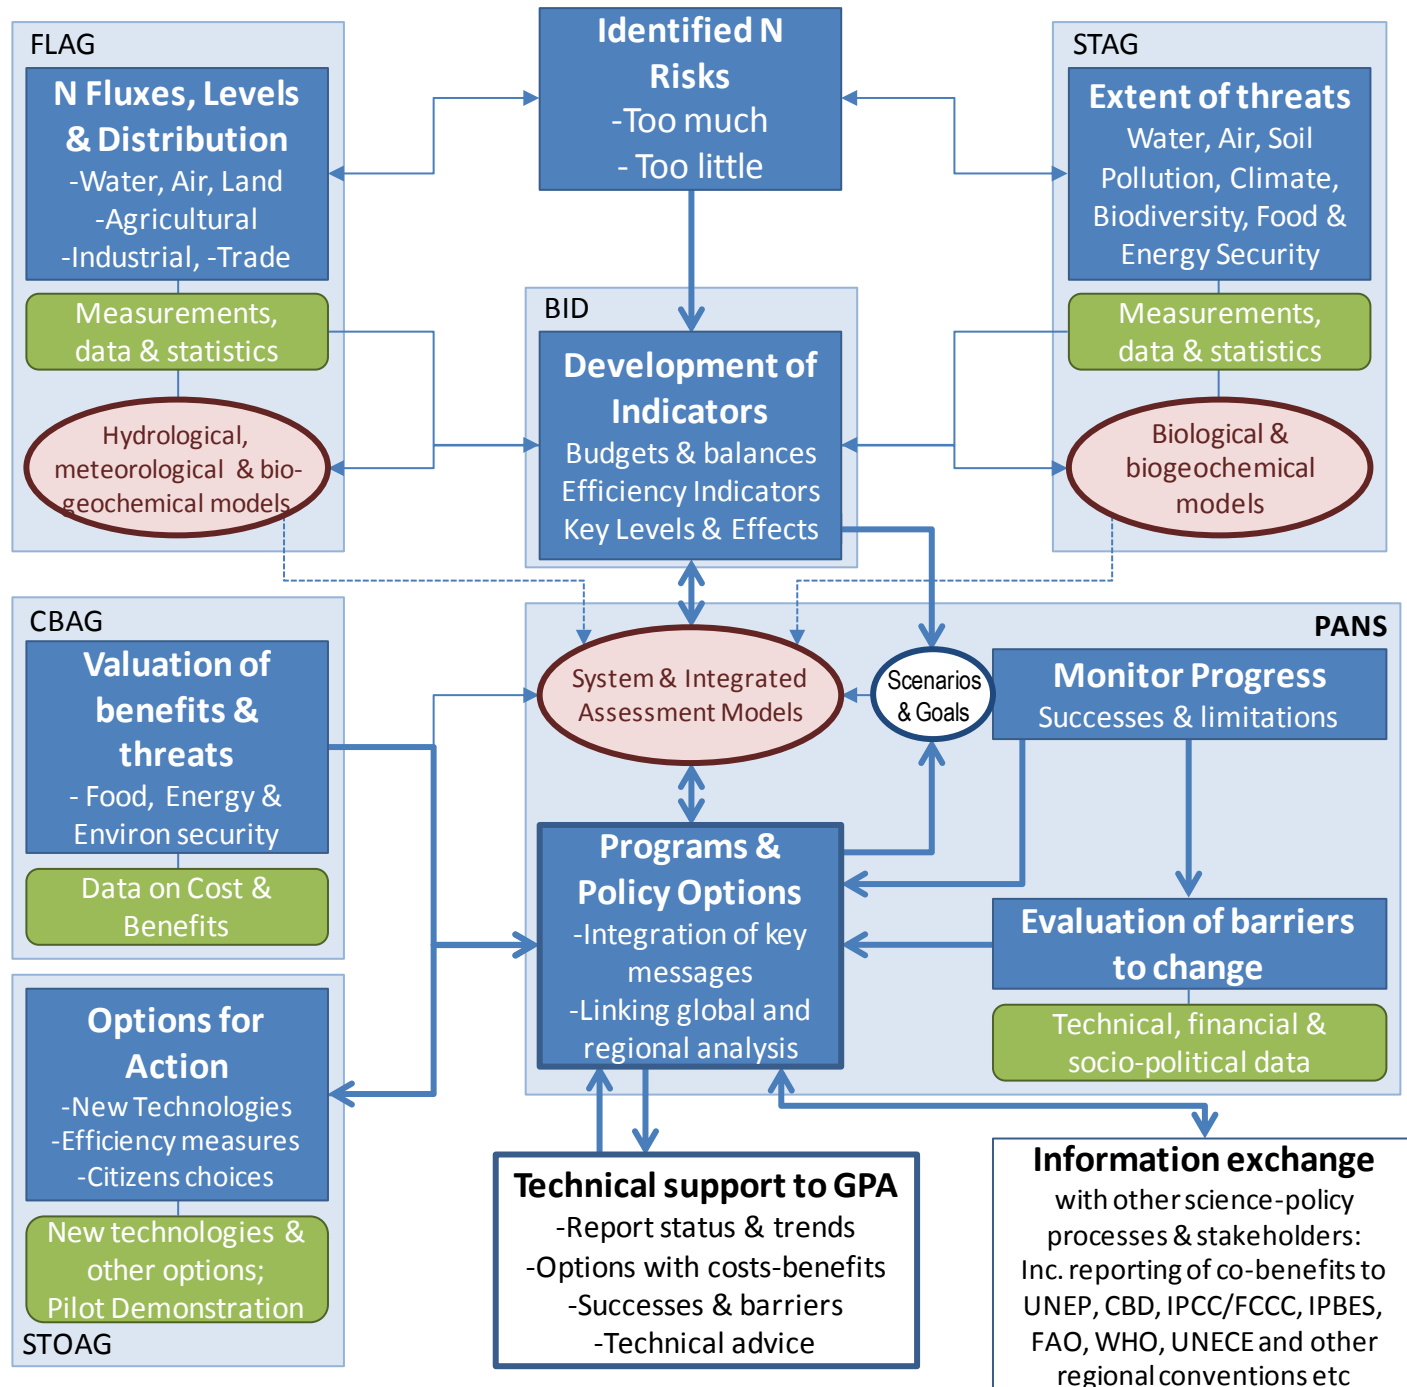 FLAG
N Fluxes, Levels
& Distribution
-Water, Air, Land
-Agricultural
-Industrial, -Trade
Measurements,
data & statistics
Hydrological,
meteorological & bio-
geochemical models
Identified N
Risks
-Too much
- Too little
STAG
Extent of threats
Water, Air, Soil
Pollution, Climate,
Biodiversity, Food &
Energy Security
Measurements,
data & statistics
Biological &
biogeochemical
models
BID
Development of
Indicators
Budgets & balances
Efficiency Indicators
Key Levels & Effects
CBAG
Valuation of
benefits &
threats
- Food, Energy &
Environ security
Data on Cost &
Benefits
PANS
System & Integrated
Assessment Models
Scenarios
& Goals
Monitor Progress
Successes & limitations
Programs &
Policy Options
-Integration of key
messages
-Linking global and
regional analysis
Evaluation of barriers
to change
Technical, financial &
socio-political data
Options for
Action
-New Technologies
-Efficiency measures
-Citizens choices
New technologies &
other options;
Pilot Demonstration
STOAG
Technical support to GPA
-Report status & trends
-Options with costs-benefits
-Successes & barriers
-Technical advice
Information exchange
with other science-policy
processes & stakeholders:
Inc. reporting of co-benefits to
UNEP, CBD, IPCC/FCCC, IPBES,
FAO, WHO, UNECE and other
regional conventions etc